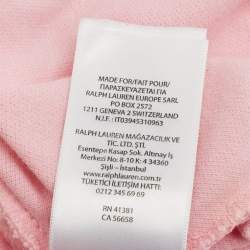 MADE FOR/FAIT POUR/
ΠΑΡΑΣΚΕΥΑΖΕΤΑΙ ΓΙΑ
RALPH LAUREN EUROPE SARL
PO BOX 2572
1211 GENEVA 2 SWITZERLAND
N.I.F.: IT03945310963
RALPH LAUREN MAĞAZACILIK VE
TİC. LTD. ŞTİ.
Esentepe Kasap Sok. Altınay İş
Merkezi No: 8-10 K: 4 34360
Şişli - İstanbul
www.ralphlauren.com.tr
TÜKETİCİ İLETİŞİM HATTI:
0212 345 69 69
RN 41381
CA 56658